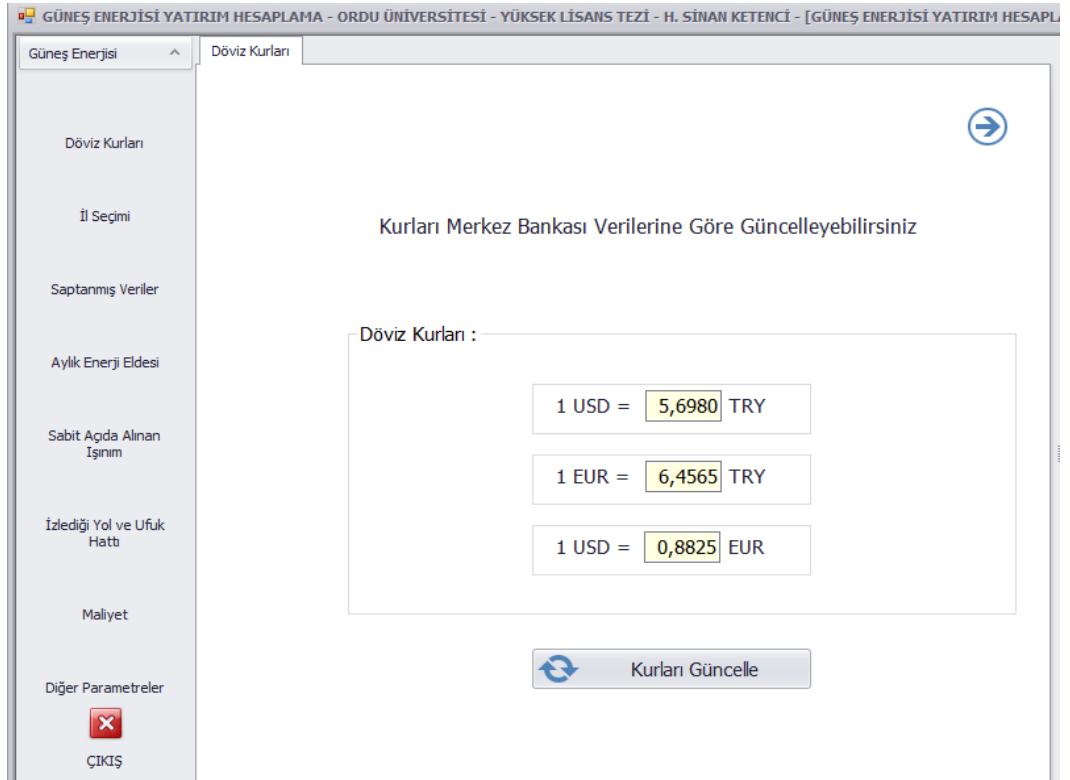 GÜNEŞ ENERJİSİ YATIRIM HESAPLAMA - ORDU ÜNİVERSİTESİ - YÜKSEK LİSANS TEZİ - H. SİNAN KETENCİ - [GÜNEŞ ENERJİSİ YATIRIM HESAPL
Güneş Enerjisi
Döviz Kurları
Döviz Kurları
İl Seçimi
Saptanmış Veriler
Aylık Enerji Eldesi
Sabit Açıda Alınan
Işınım
İzlediği Yol ve Ufuk
Hattı
Maliyet
Diğer Parametreler
ÇIKIŞ
Kurları Merkez Bankası Verilerine Göre Güncelleyebilirsiniz
Döviz Kurları :
1 USD = 5,6980 TRY
1 EUR = 6,4565 TRY
1 USD = 0,8825 EUR
Kurları Güncelle